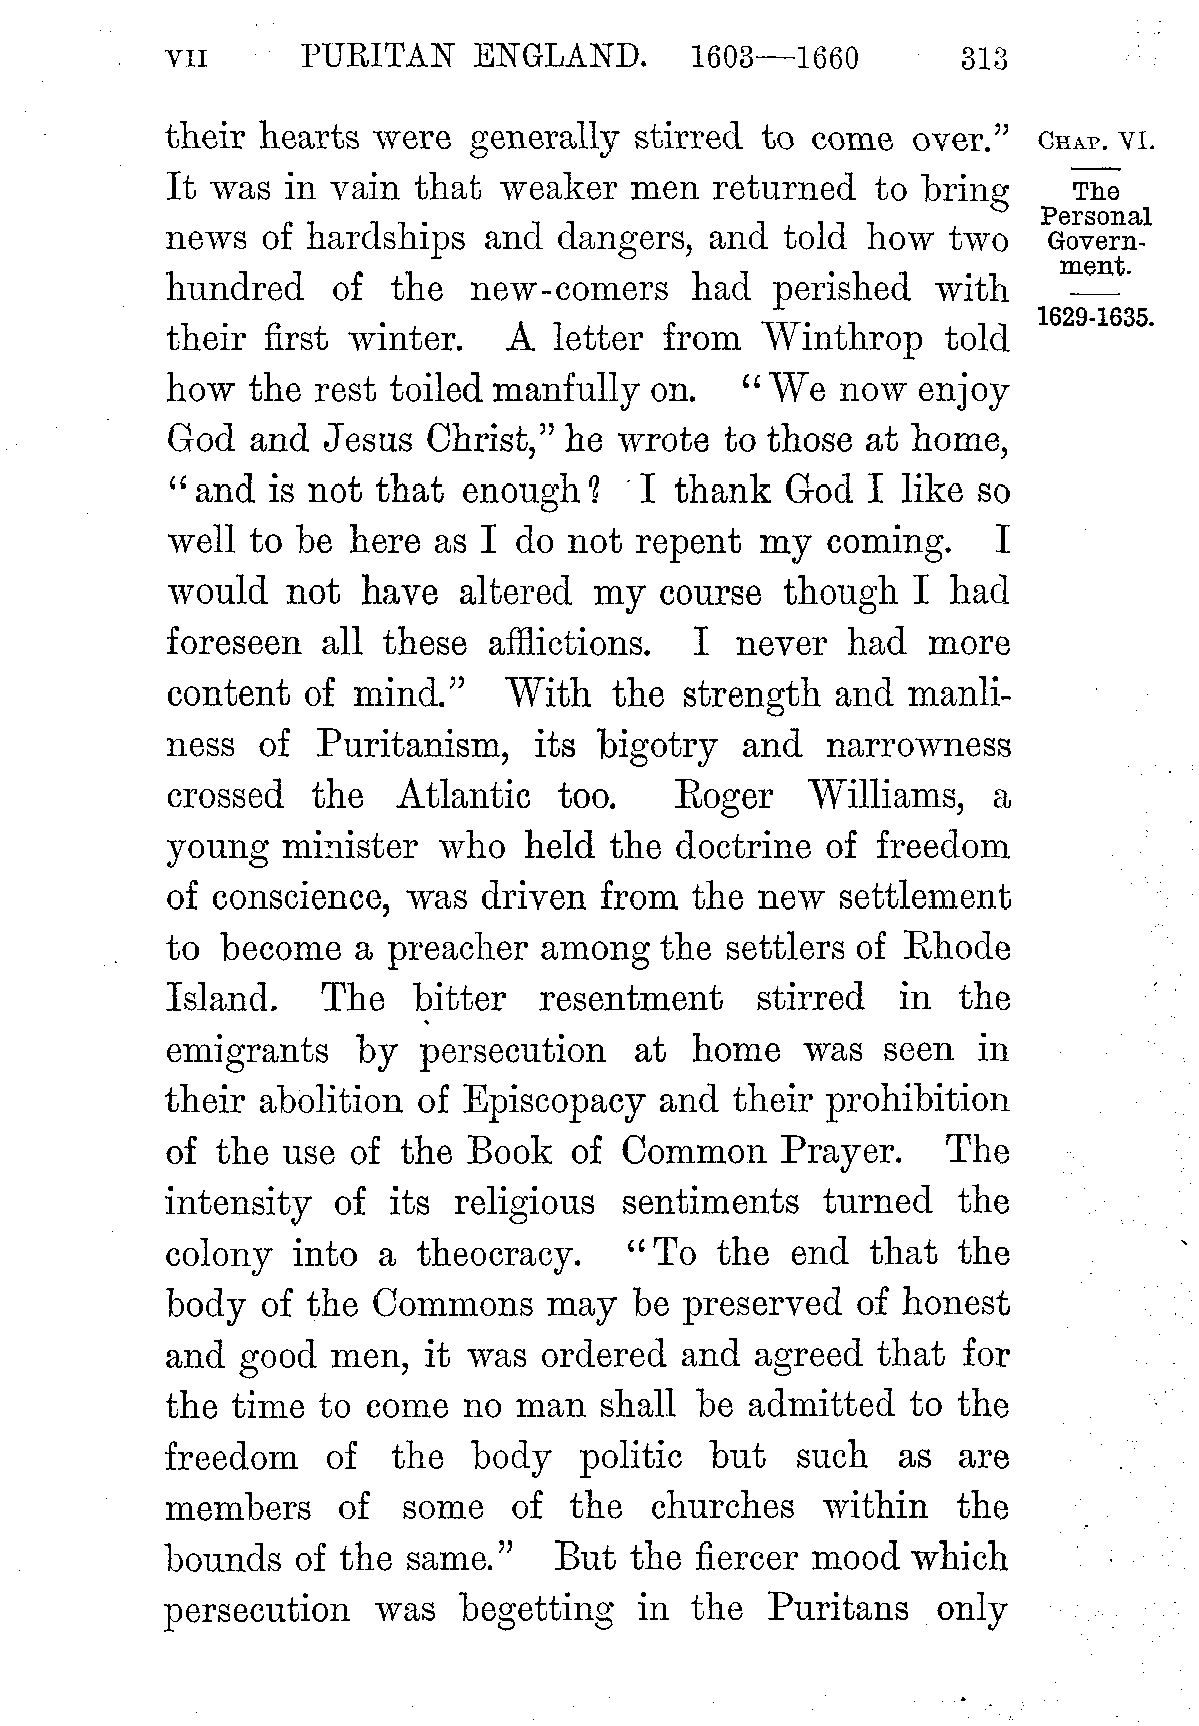 VII PURITAN ENGLAND. 1603—1660 313
their hearts were generally stirred to come over.”
It was in vain that weaker men returned to bring
news of hardships and dangers, and told how two
hundred of the new-comers had perished with
their first winter. A letter from Winthrop told
how the rest toiled manfully on. “We now enjoy
God and Jesus Christ,” he wrote to those at home,
“and is not that enough? I thank God I like so
well to be here as I do not repent my coming. I
would not have altered my course though I had
foreseen all these afflictions. I never had more
content of mind.” With the strength and manli-
ness of Puritanism, its bigotry and narrowness
crossed the Atlantic too. Roger Williams, a
young minister who held the doctrine of freedom
of conscience, was driven from the new settlement
to become a preacher among the settlers of Rhode
Island. The bitter resentment stirred in the
emigrants by persecution at home was seen in
their abolition of Episcopacy and their prohibition
of the use of the Book of Common Prayer. The
intensity of its religious sentiments turned the
colony into a theocracy. “To the end that the
body of the Commons may be preserved of honest
and good men, it was ordered and agreed that for
the time to come no man shall be admitted to the
freedom of the body politic but such as are
members of some of the churches within the
bounds of the same.” But the fiercer mood which
persecution was begetting in the Puritans only
CHAP. VI.
The
Personal
Govern-
ment.
1629-1635.